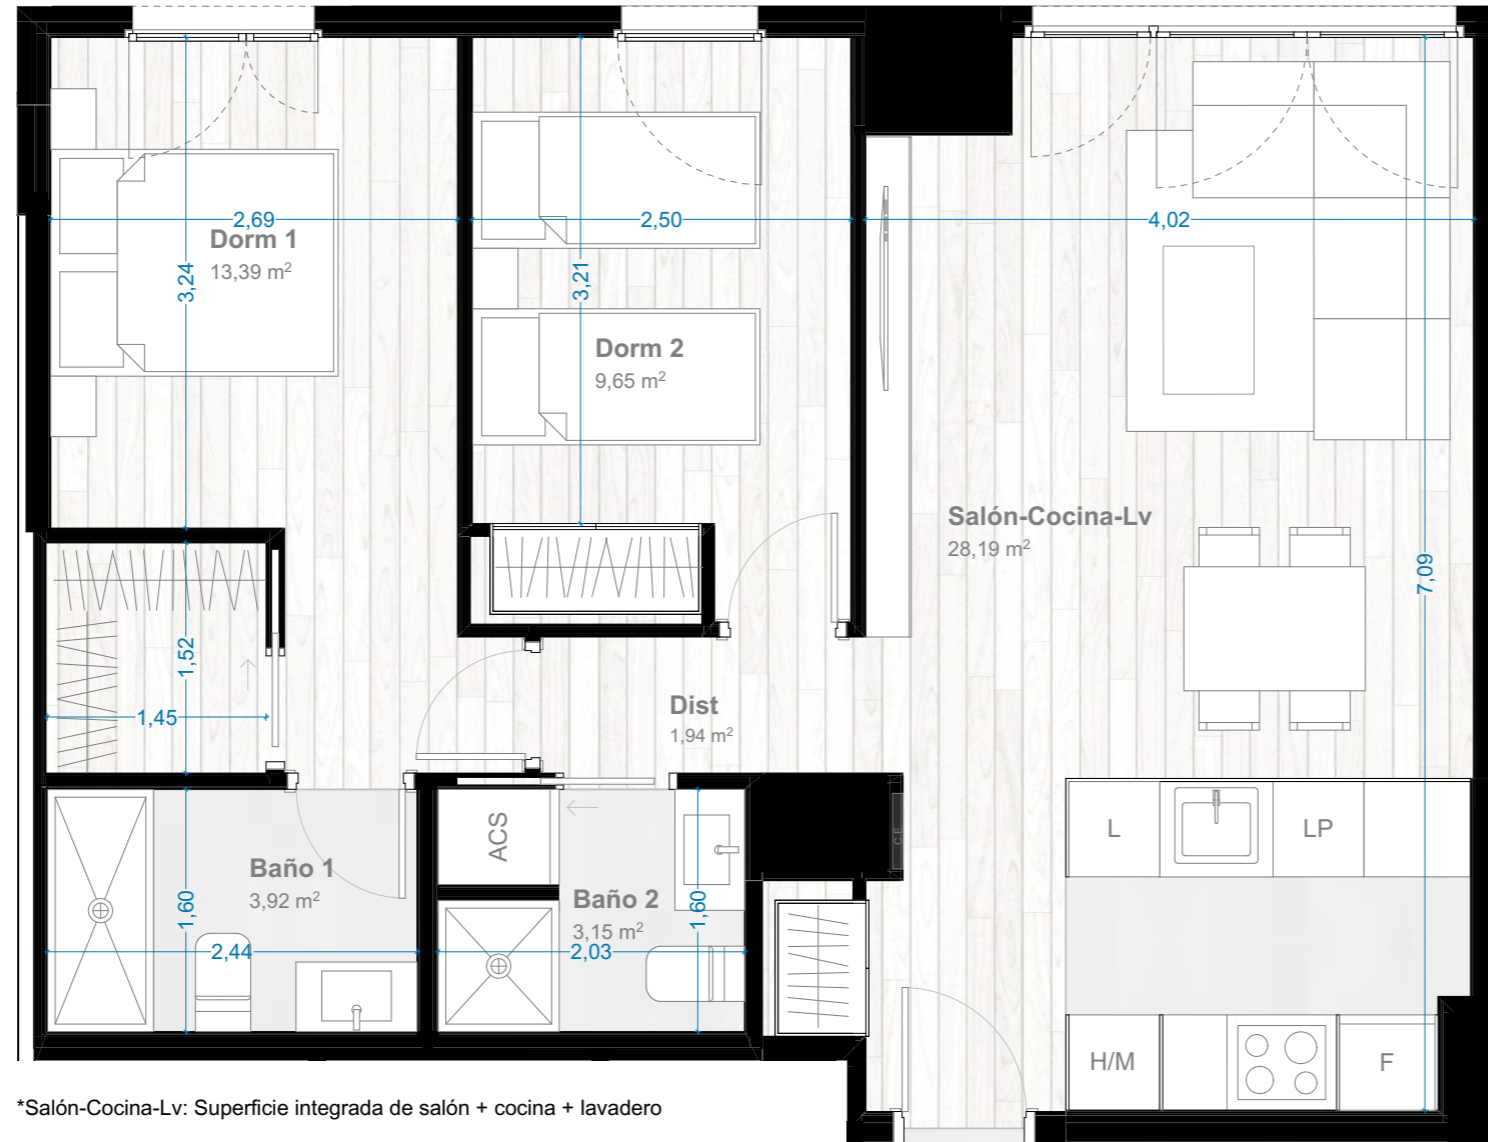 2,69
Dorm 1
13,39 m²
3,24
2,50
3,21
Dorm 2
9,65 m²
4,02
Salón-Cocina-Lv
28,19 m²
7,09
1,52
1,45
Dist
1,94 m²
ACS
Baño 1
3,92 m²
1,60
2,44
Baño 2
3,15 m²
1,60
2,03
C.E
L
LP
H/M
F
*Salón-Cocina-Lv: Superficie integrada de salón + cocina + lavadero